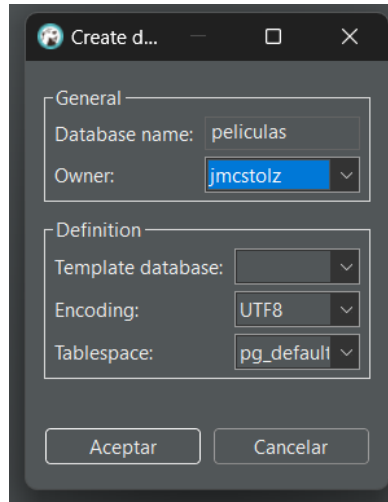 Create d...
General
Database name: peliculas
Owner: jmcstolz
Definition
Template database:
Encoding: UTF8
Tablespace: pg_default
Aceptar Cancelar